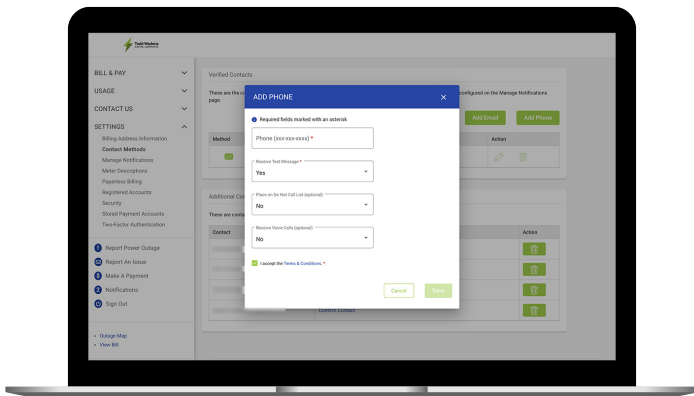 Todd-Wadena
BILL & PAY
USAGE
CONTACT US
SETTINGS
Billing Address Information
Contact Methods
Manage Notifications
Meter Descriptions
Paperless Billing
Registered Accounts
Security
Stored Payment Accounts
Two-Factor Authentication
Report Power Outage
Report An Issue
Make A Payment
Notifications
Sign Out
Outage Map
View Bill
Verified Contacts
These are the co
configured on the Manage Notifications
page.
Add Email
Add Phone
Method
Action
Additional Con
These are conta
Contact
Action
Confirm Contact
ADD PHONE
Required fields marked with an asterisk
Phone (xxx-xxx-xxxx) *
Receive Text Message *
Yes
Place on Do Not Call List (optional)
No
Receive Voice Calls (optional)
No
I accept the Terms & Conditions. *
Cancel
Save